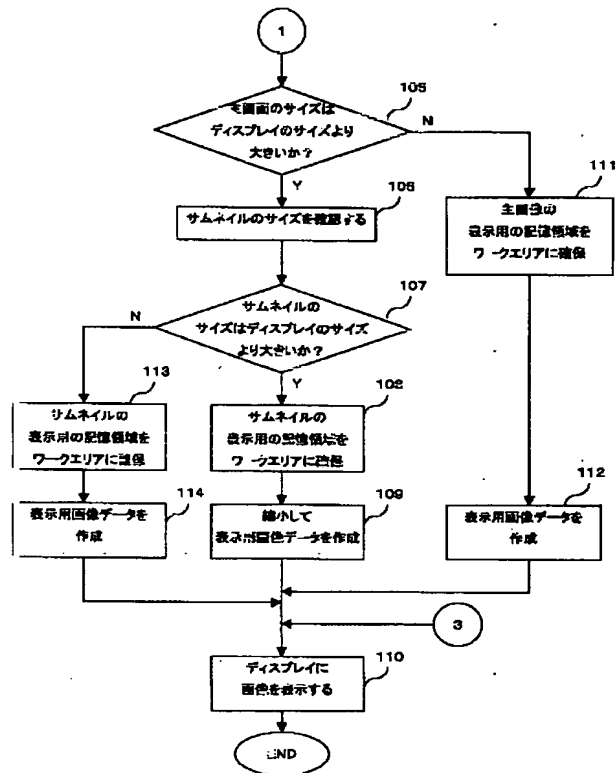 1
主画像のサイズは
ディスプレイのサイズより
大きいか?
105
N
Y
111
主画像の
表示用の記憶領域を
ワークエリアに確保
106
サムネイルのサイズを確認する
107
サムネイルの
サイズはディスプレイのサイズ
より大きいか?
N
Y
113
サムネイルの
表示用の記憶領域を
ワークエリアに確保
108
サムネイルの
表示用の記憶領域を
ワークエリアに確保
114
表示用画像データを
作成
109
縮小して
表示用画像データを作成
112
表示用画像データを
作成
3
110
ディスプレイに
画像を表示する
END